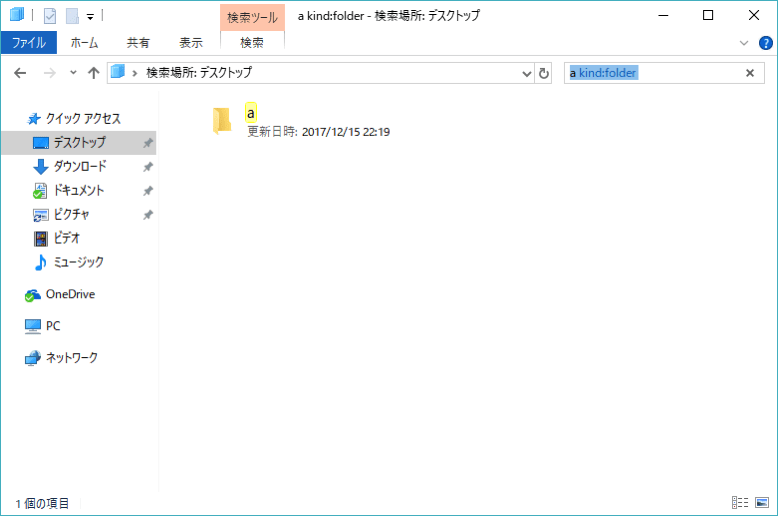 検索ツール
a kind:folder - 検索場所: デスクトップ
ファイル
ホーム
共有
表示
検索
検索場所: デスクトップ
a kind:folder
クイック アクセス
デスクトップ
ダウンロード
ドキュメント
ピクチャ
ビデオ
ミュージック
OneDrive
PC
ネットワーク
a
更新日時: 2017/12/15 22:19
1 個の項目